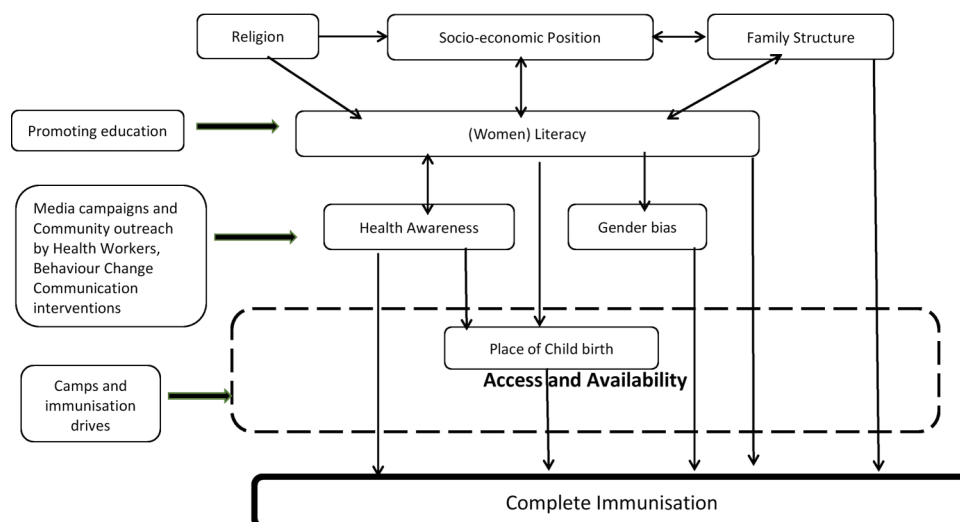 Religion
Socio-economic Position
Family Structure
Promoting education
(Women) Literacy
Media campaigns and
Community outreach
by Health Workers,
Behaviour Change
Communication
interventions
Health Awareness
Gender bias
Place of Child birth
Access and Availability
Camps and
immunisation
drives
Complete Immunisation